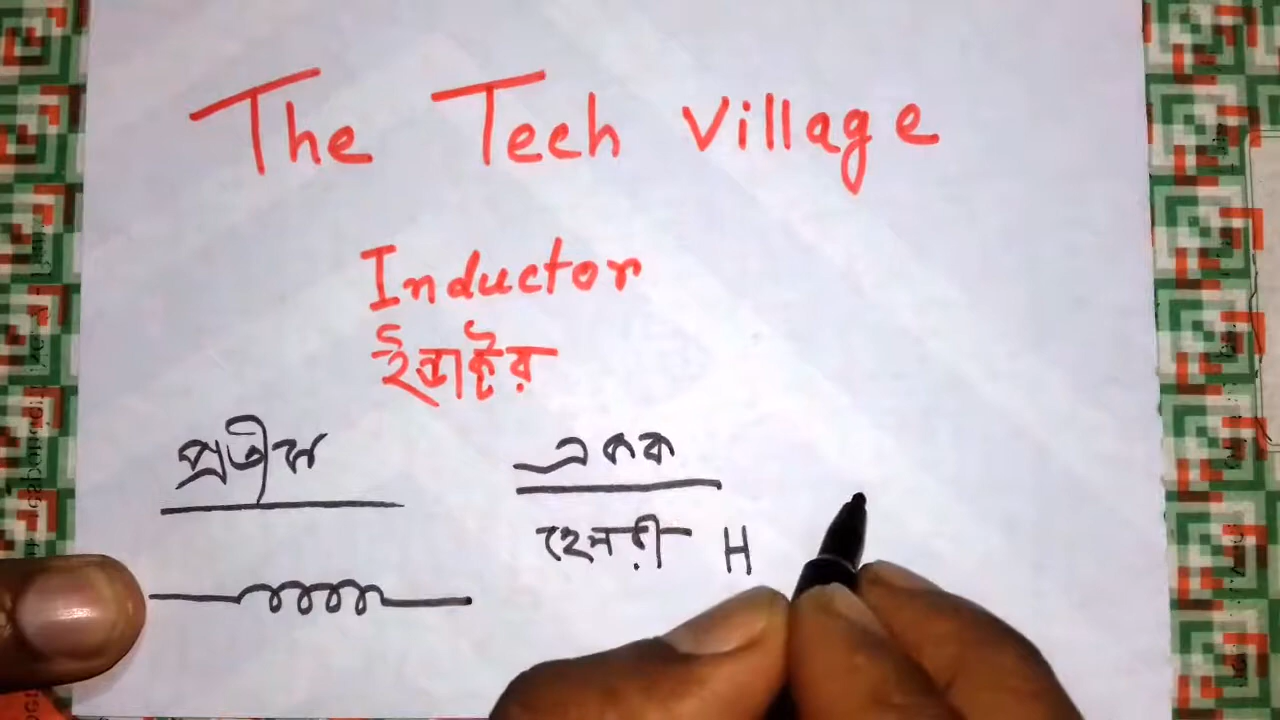 The Tech Village
Inductor
ইন্ডাক্টর
প্রতীক একক
হেনরী H